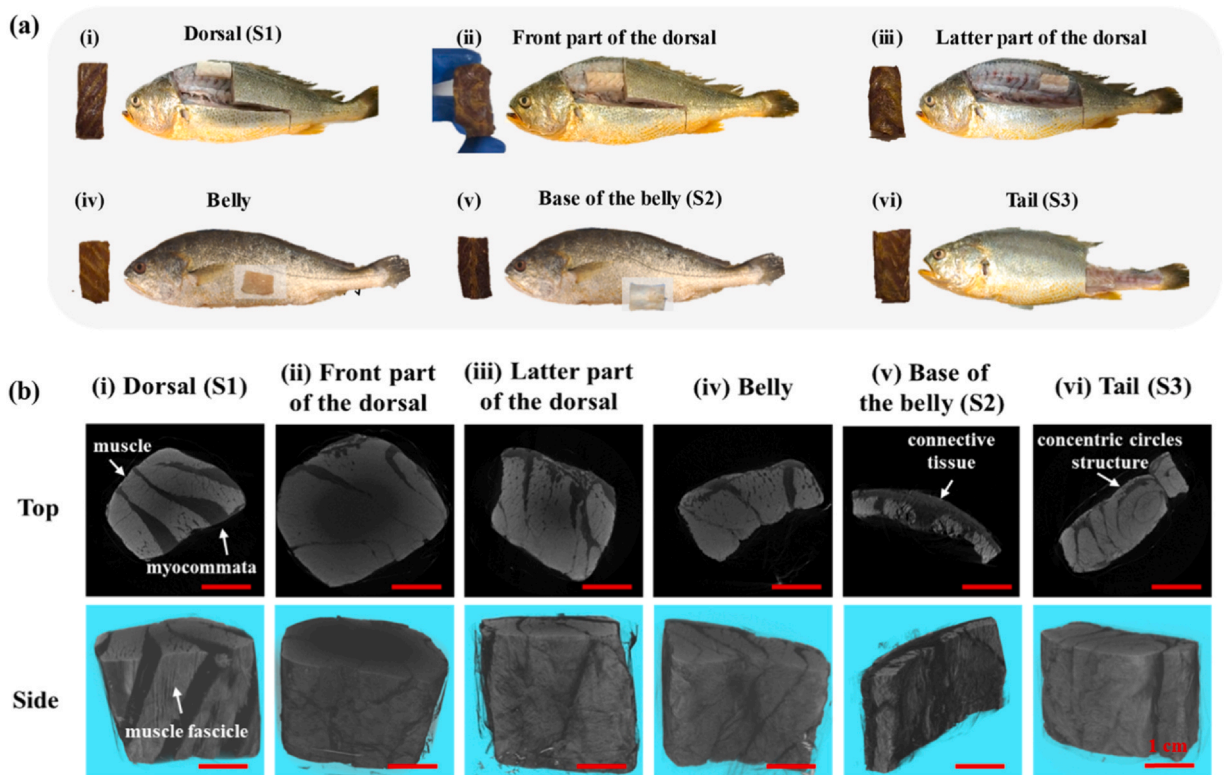 (a)
(i) Dorsal (S1)
(ii) Front part of the dorsal
(iii) Latter part of the dorsal
(iv) Belly
(v) Base of the belly (S2)
(vi) Tail (S3)
(b)
(i) Dorsal (S1)
(ii) Front part
of the dorsal
(iii) Latter part
of the dorsal
(iv) Belly
(v) Base of
the belly (S2)
(vi) Tail (S3)
Top
muscle
myocommata
connective
tissue
concentric circles
structure
Side
muscle fascicle
1 cm